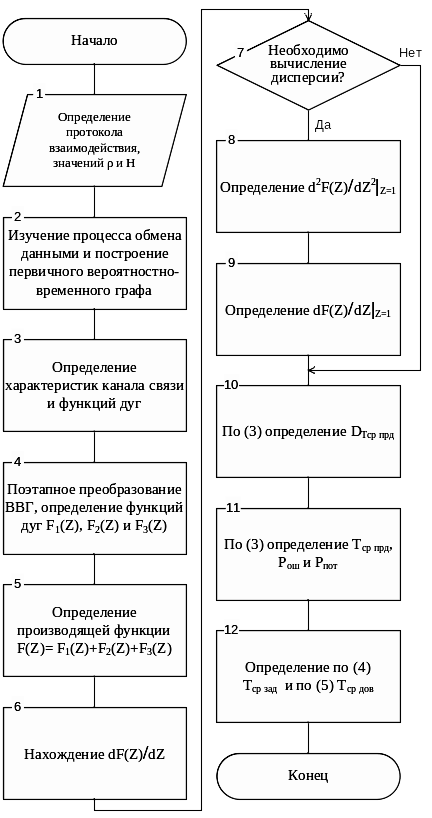 Начало
1
Определение
протокола
взаимодействия,
значений ρ и H
2
Изучение процесса обмена
данными и построение
первичного вероятностно-
временного графа
3
Определение
характеристик канала связи
и функций дуг
4
Поэтапное преобразование
ВВГ, определение функций
дуг F₁(Z), F₂(Z) и F₃(Z)
5
Определение
производящей функции
F(Z)= F₁(Z)+F₂(Z)+F₃(Z)
6
Нахождение dF(Z)/dZ
7
Необходимо
вычисление
дисперсии?
Нет
Да
8
Определение d²F(Z)/dZ²|Z=1
9
Определение dF(Z)/dZ|Z=1
10
По (3) определение DTср прд
11
По (3) определение Tср прд,
Pош и Pпот
12
Определение по (4)
Tср зад и по (5) Tср дов
Конец